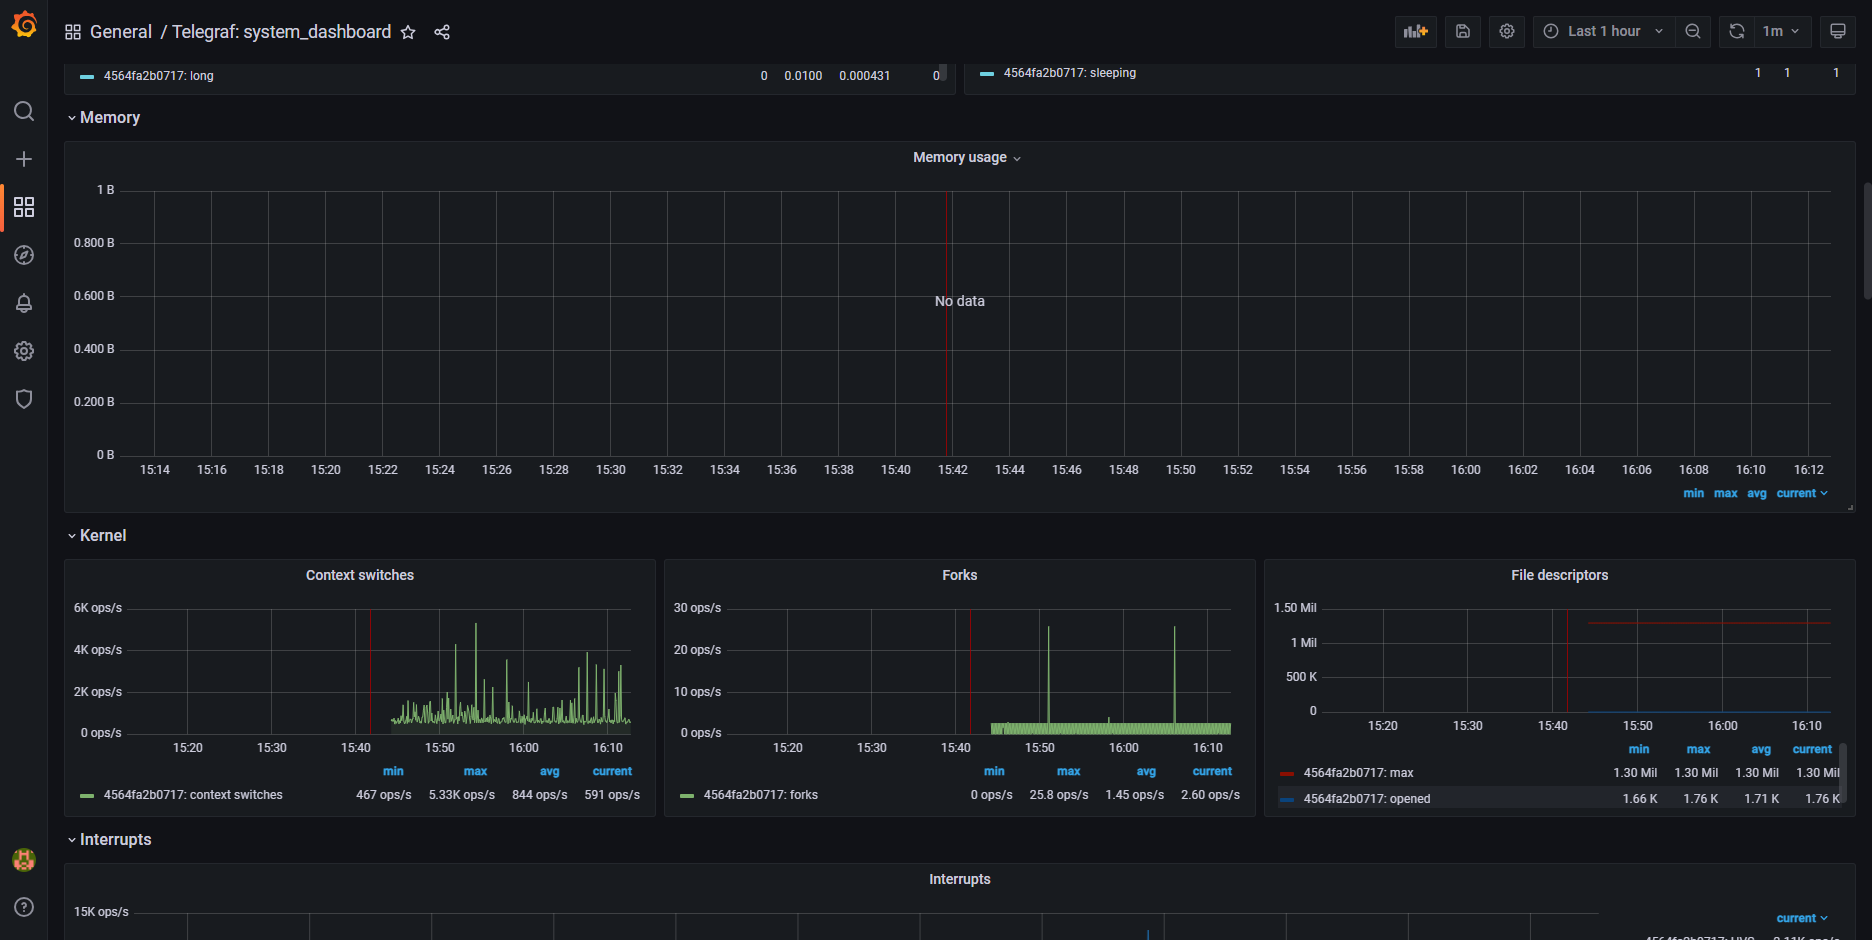 General / Telegraf: system_dashboard
Last 1 hour
1m
4564fa2b0717: long 0 0.0100 0.000431 0
4564fa2b0717: sleeping 1 1 1
Memory
Memory usage
1 B
0.800 B
0.600 B
No data
0.400 B
0.200 B
0 B
15:14 15:16 15:18 15:20 15:22 15:24 15:26 15:28 15:30 15:32 15:34 15:36 15:38 15:40 15:42 15:44 15:46 15:48 15:50 15:52 15:54 15:56 15:58 16:00 16:02 16:04 16:06 16:08 16:10 16:12
min max avg current
Kernel
Context switches
6K ops/s
4K ops/s
2K ops/s
0 ops/s
15:20 15:30 15:40 15:50 16:00 16:10
min max avg current
4564fa2b0717: context switches 467 ops/s 5.33K ops/s 844 ops/s 591 ops/s
Forks
30 ops/s
20 ops/s
10 ops/s
0 ops/s
15:20 15:30 15:40 15:50 16:00 16:10
min max avg current
4564fa2b0717: forks 0 ops/s 25.8 ops/s 1.45 ops/s 2.60 ops/s
File descriptors
1.50 Mil
1 Mil
500 K
0
15:20 15:30 15:40 15:50 16:00 16:10
min max avg current
4564fa2b0717: max 1.30 Mil 1.30 Mil 1.30 Mil 1.30 Mil
4564fa2b0717: opened 1.66 K 1.76 K 1.71 K 1.76 K
Interrupts
Interrupts
15K ops/s
current